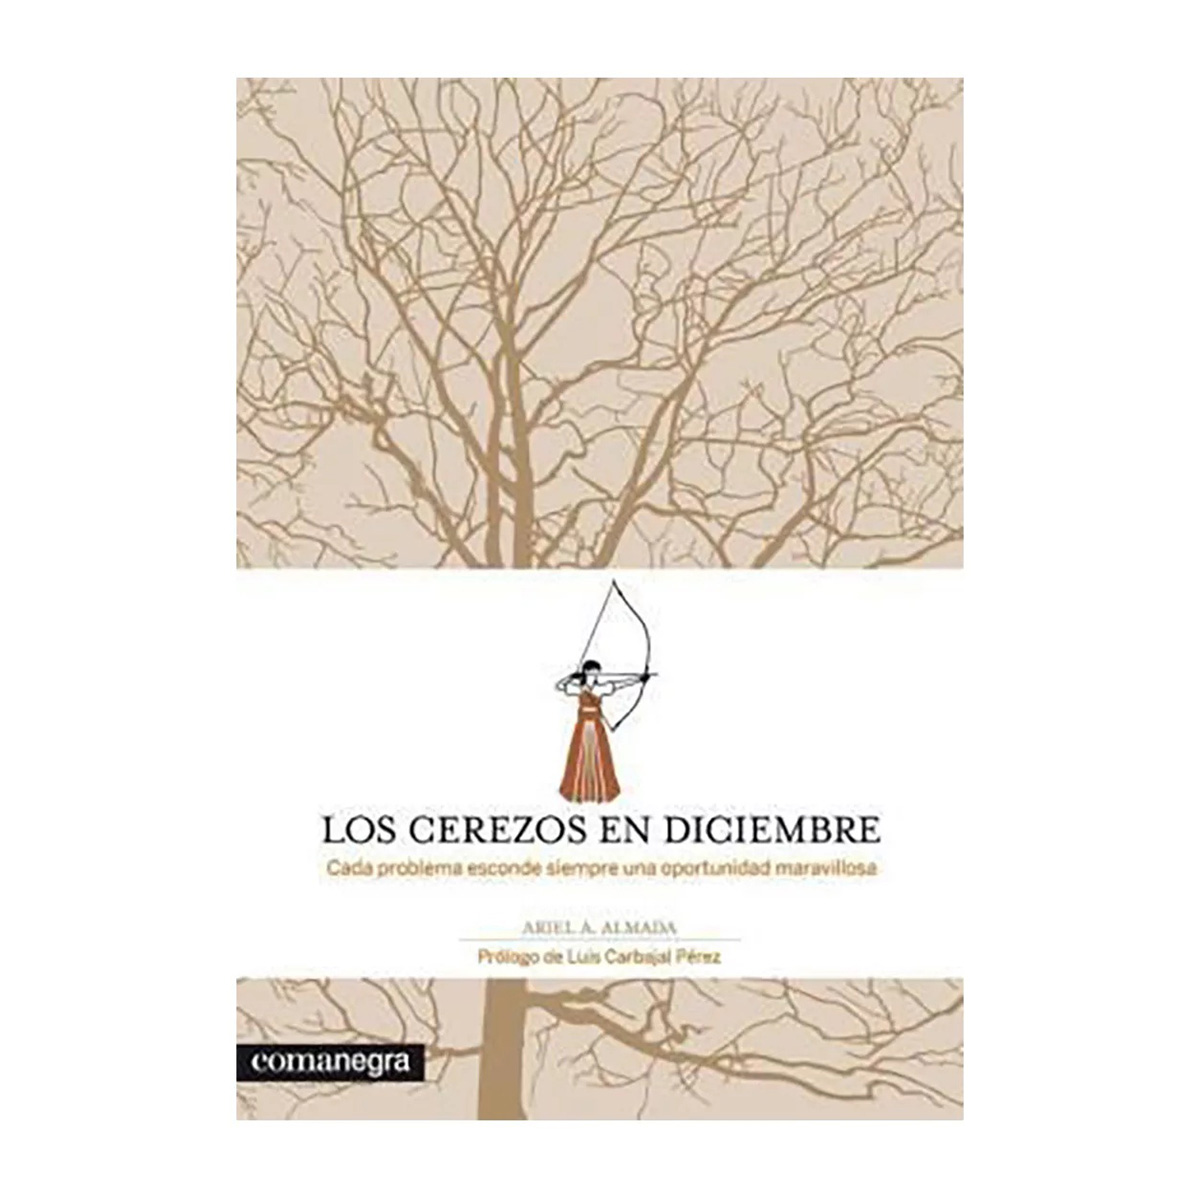 LOS CEREZOS EN DICIEMBRE
Cada problema esconde siempre una oportunidad maravillosa
ARIEL A. ALMADA
Prólogo de Luis Carbajal Pérez
comanegra